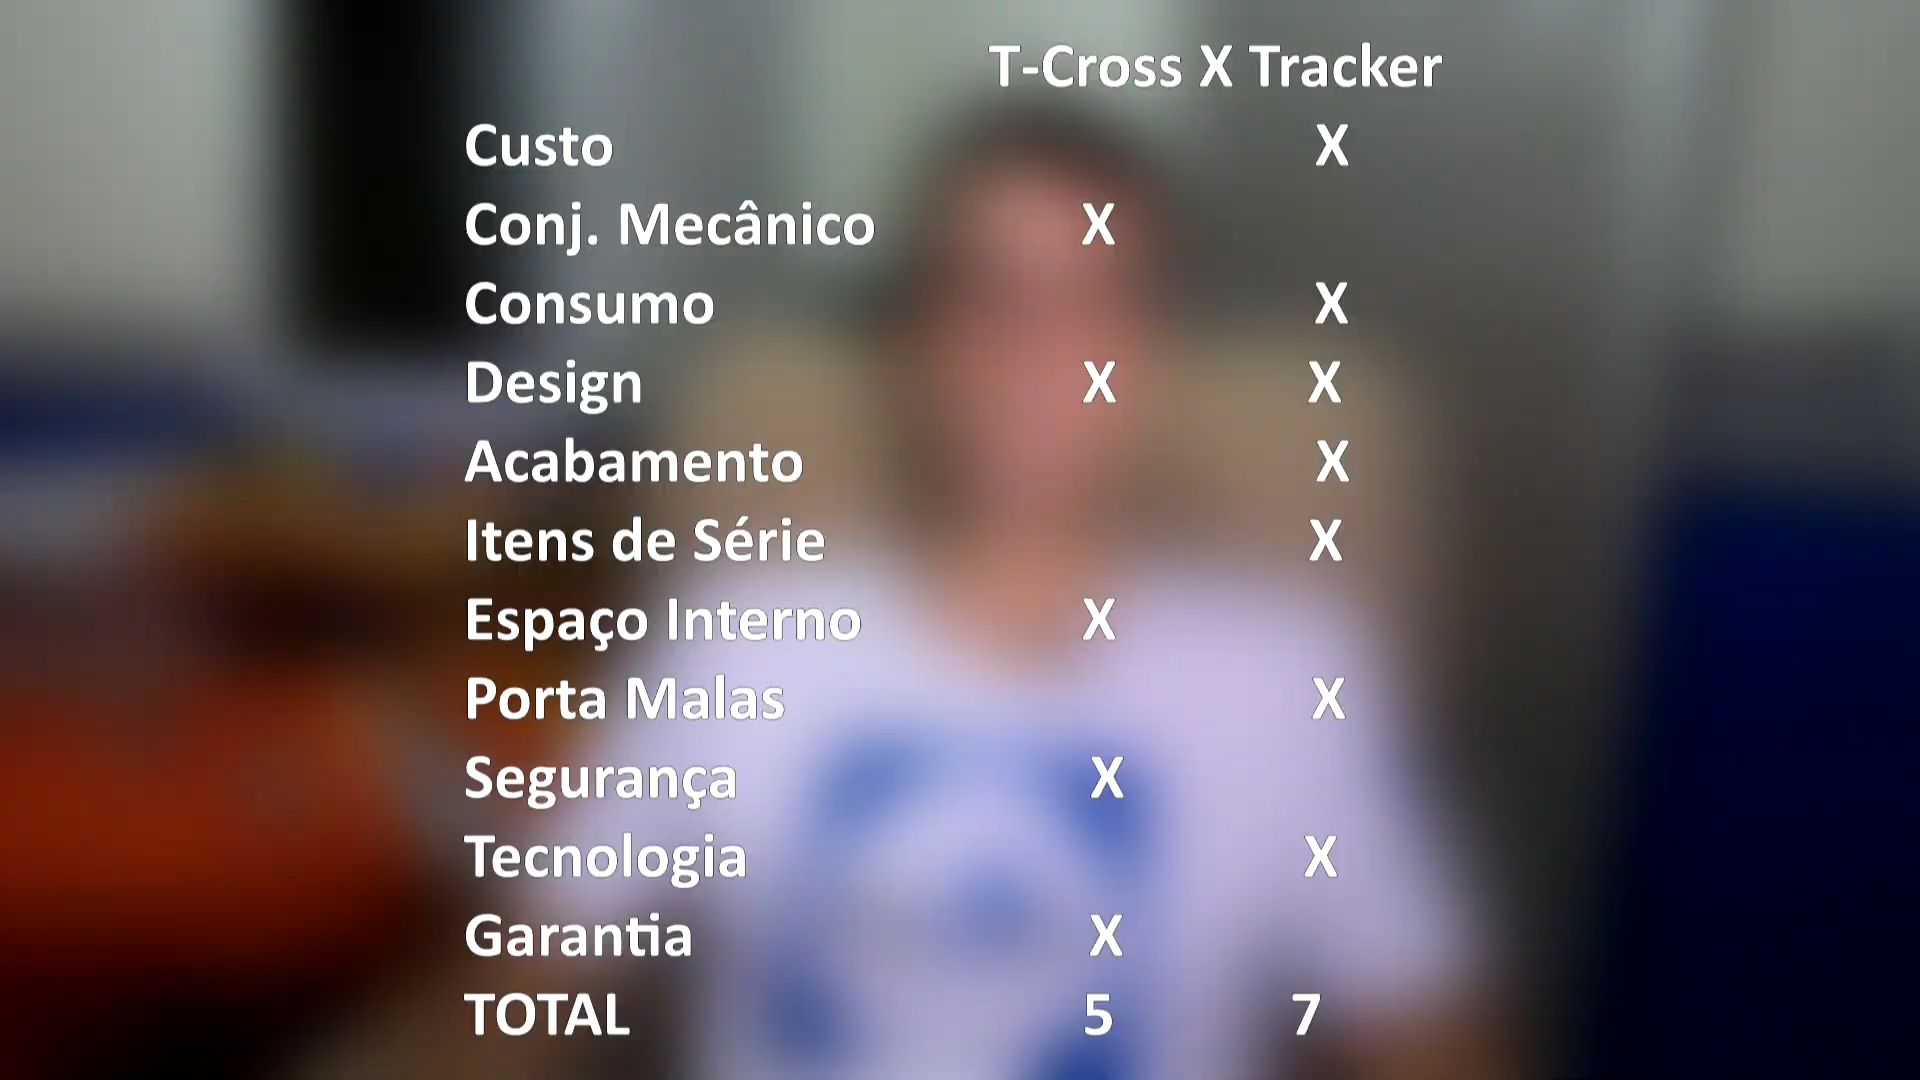 T-Cross X Tracker
Custo X
Conj. Mecânico X
Consumo X
Design X X
Acabamento X
Itens de Série X
Espaço Interno X
Porta Malas X
Segurança X
Tecnologia X
Garantia X
TOTAL 5 7